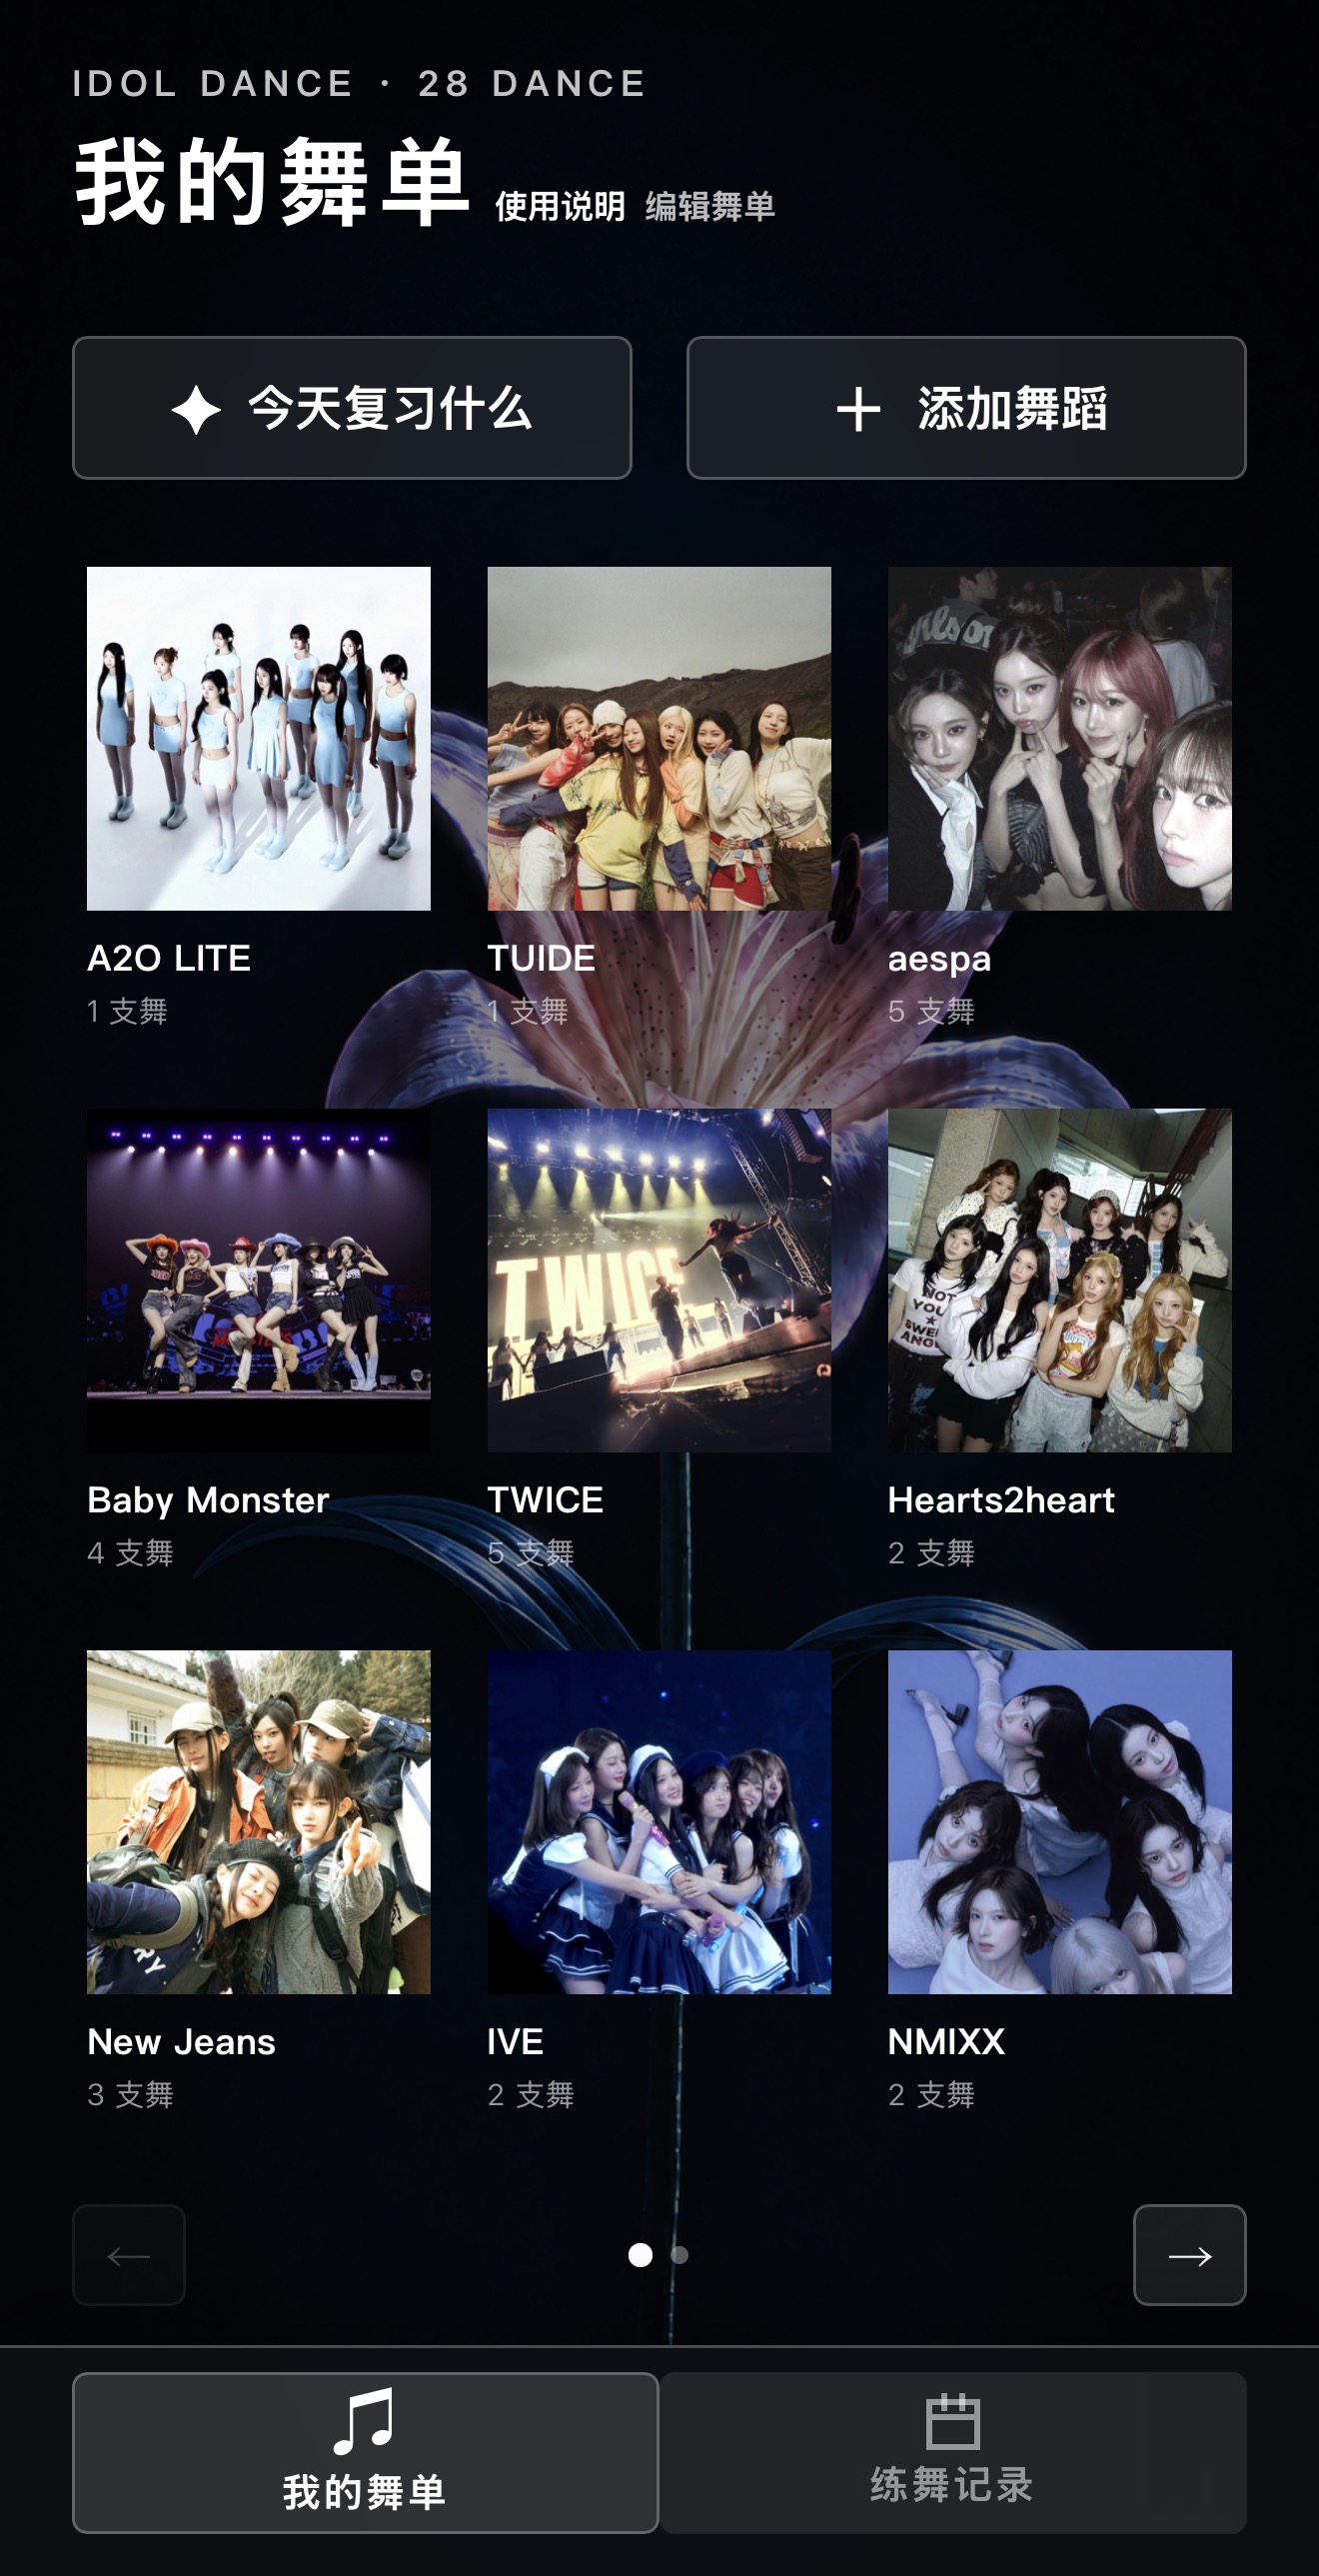 IDOL DANCE · 28 DANCE
我的舞单 使用说明 编辑舞单
今天复习什么 添加舞蹈
A2O LITE
1 支舞
TUIDE
1 支舞
aespa
5 支舞
TWICE
NOT
YOU
Baby Monster
4 支舞
TWICE
5 支舞
Hearts2heart
2 支舞
New Jeans
3 支舞
IVE
2 支舞
NMIXX
2 支舞
我的舞单 练舞记录